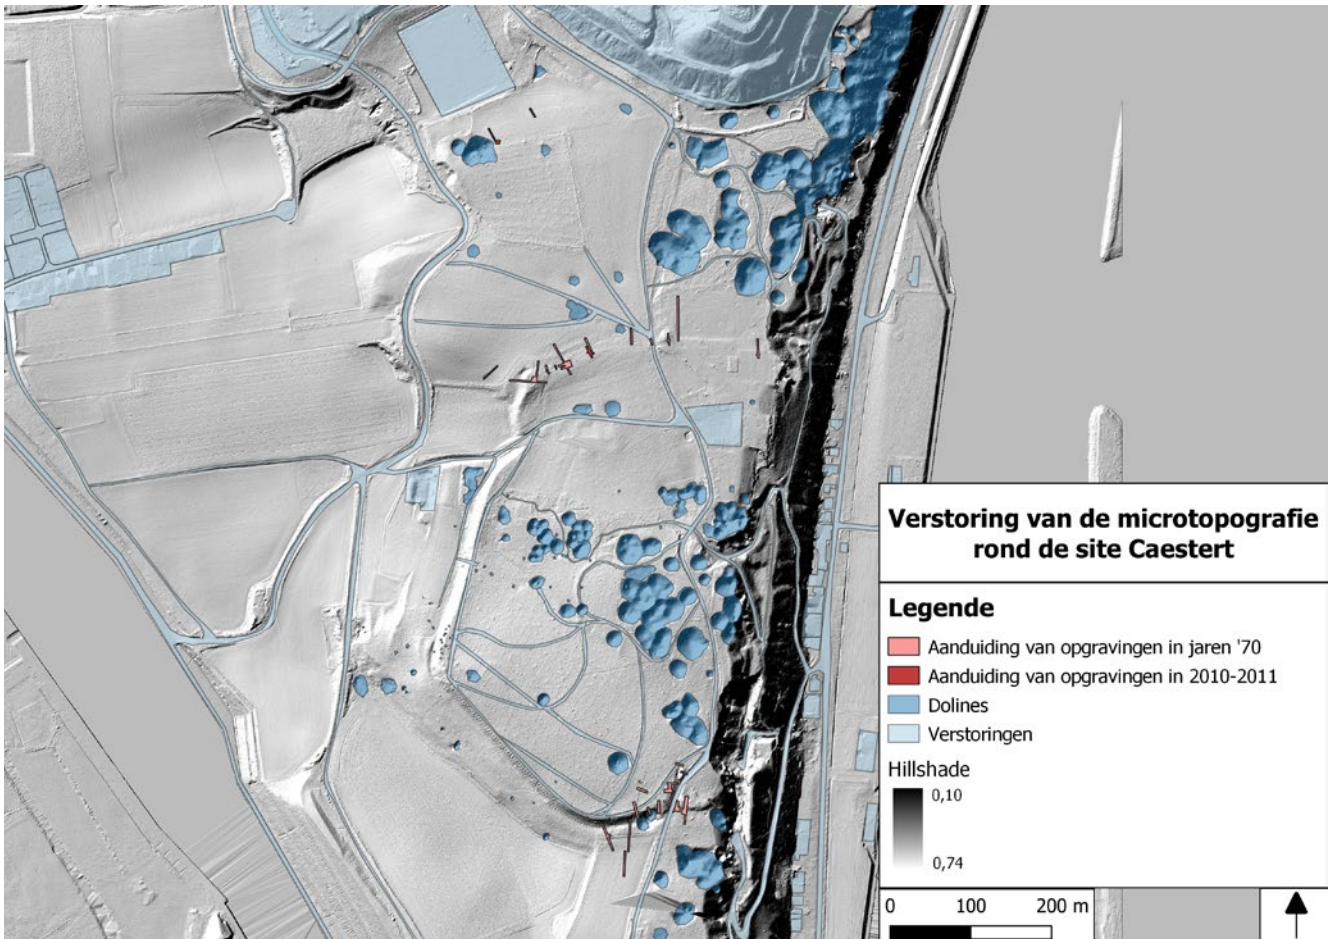 Verstoring van de microtopografie
rond de site Caestert
Legende
Aanduiding van opgravingen in jaren '70
Aanduiding van opgravingen in 2010-2011
Dolines
Verstoringen
Hillshade
0,10
0,74
0 100 200 m